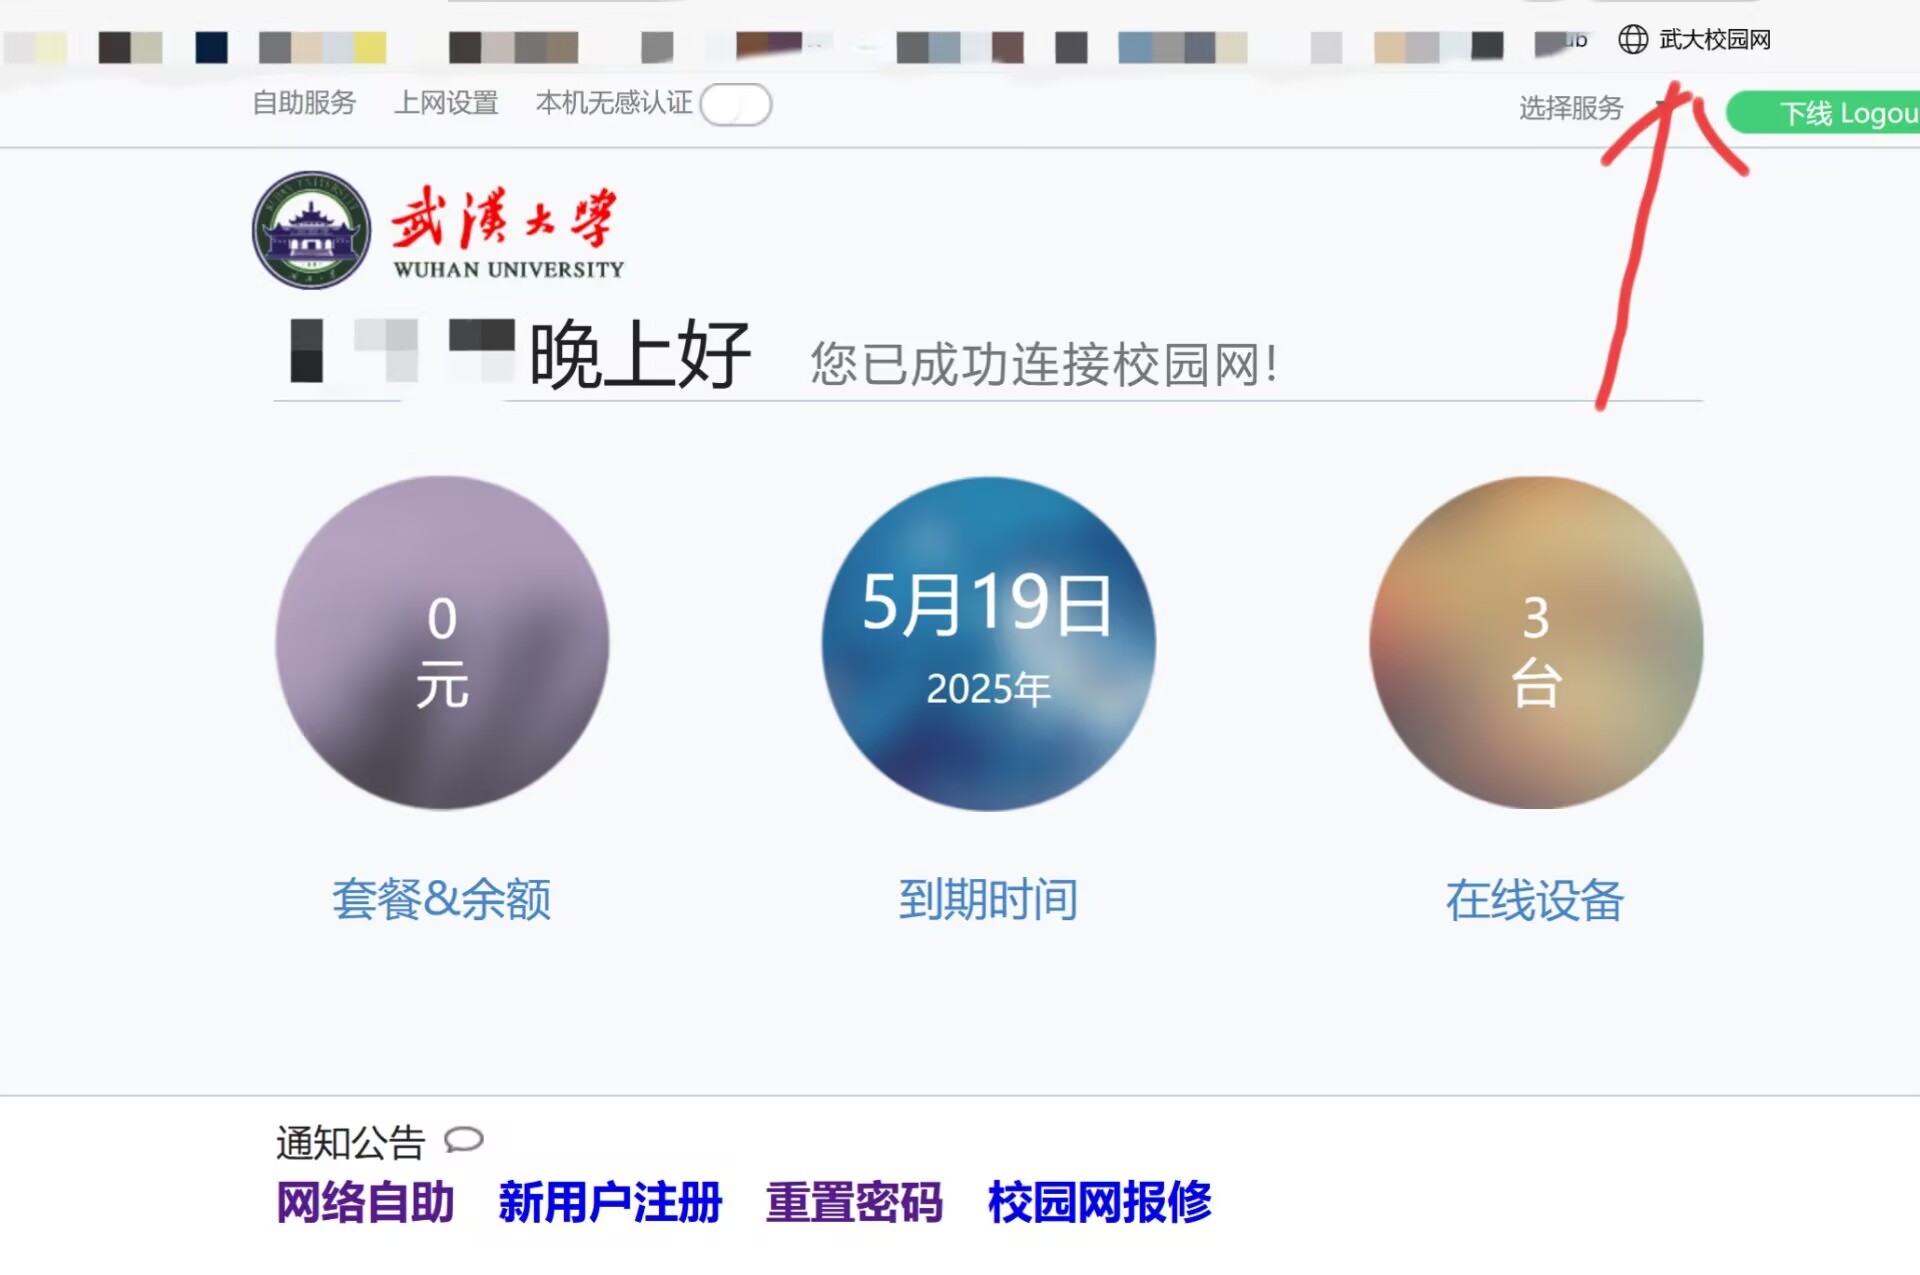 ub 武大校园网
自助服务 上网设置 本机无感认证 选择服务 下线 Logou
武漢大學
WUHAN UNIVERSITY
晚上好 您已成功连接校园网!
0 5月19日 3
元 2025年 台
套餐&余额 到期时间 在线设备
通知公告
网络自助 新用户注册 重置密码 校园网报修